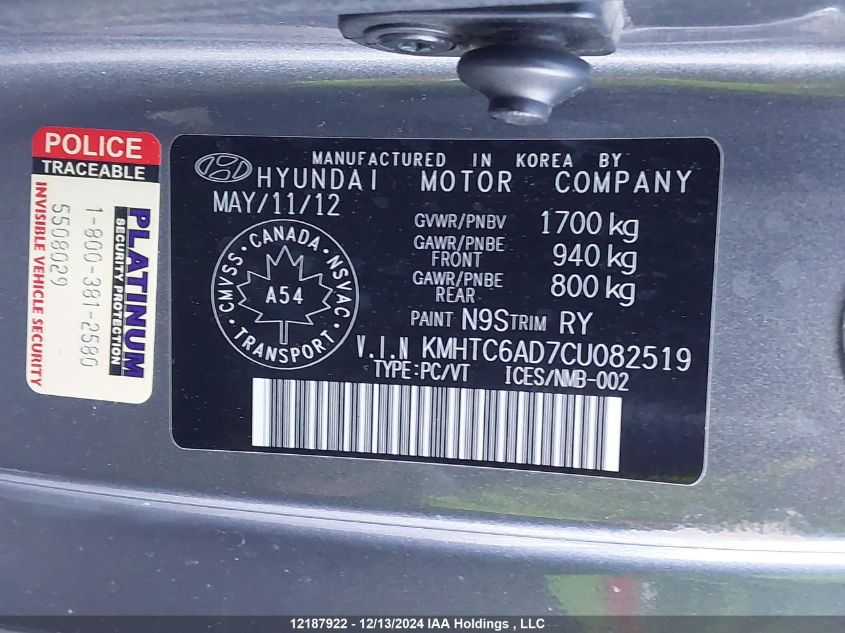 POLICE
TRACEABLE
PLATINUM
SECURITY PROTECTION
1-800-381-2580
5508029
INVISIBLE VEHICLE SECURITY
MANUFACTURED IN KOREA BY
HYUNDAI MOTOR COMPANY
MAY/11/12
GVWR/PNBV 1700 kg
GAWR/PNBE FRONT 940 kg
GAWR/PNBE REAR 800 kg
CMVSS • CANADA • NSVAC • TRANSPORT •
A54
PAINT N9S TRIM RY
V.I.N KMHTC6AD7CU082519
TYPE:PC/VT ICES/NMB-002
12187922 - 12/13/2024 IAA Holdings , LLC